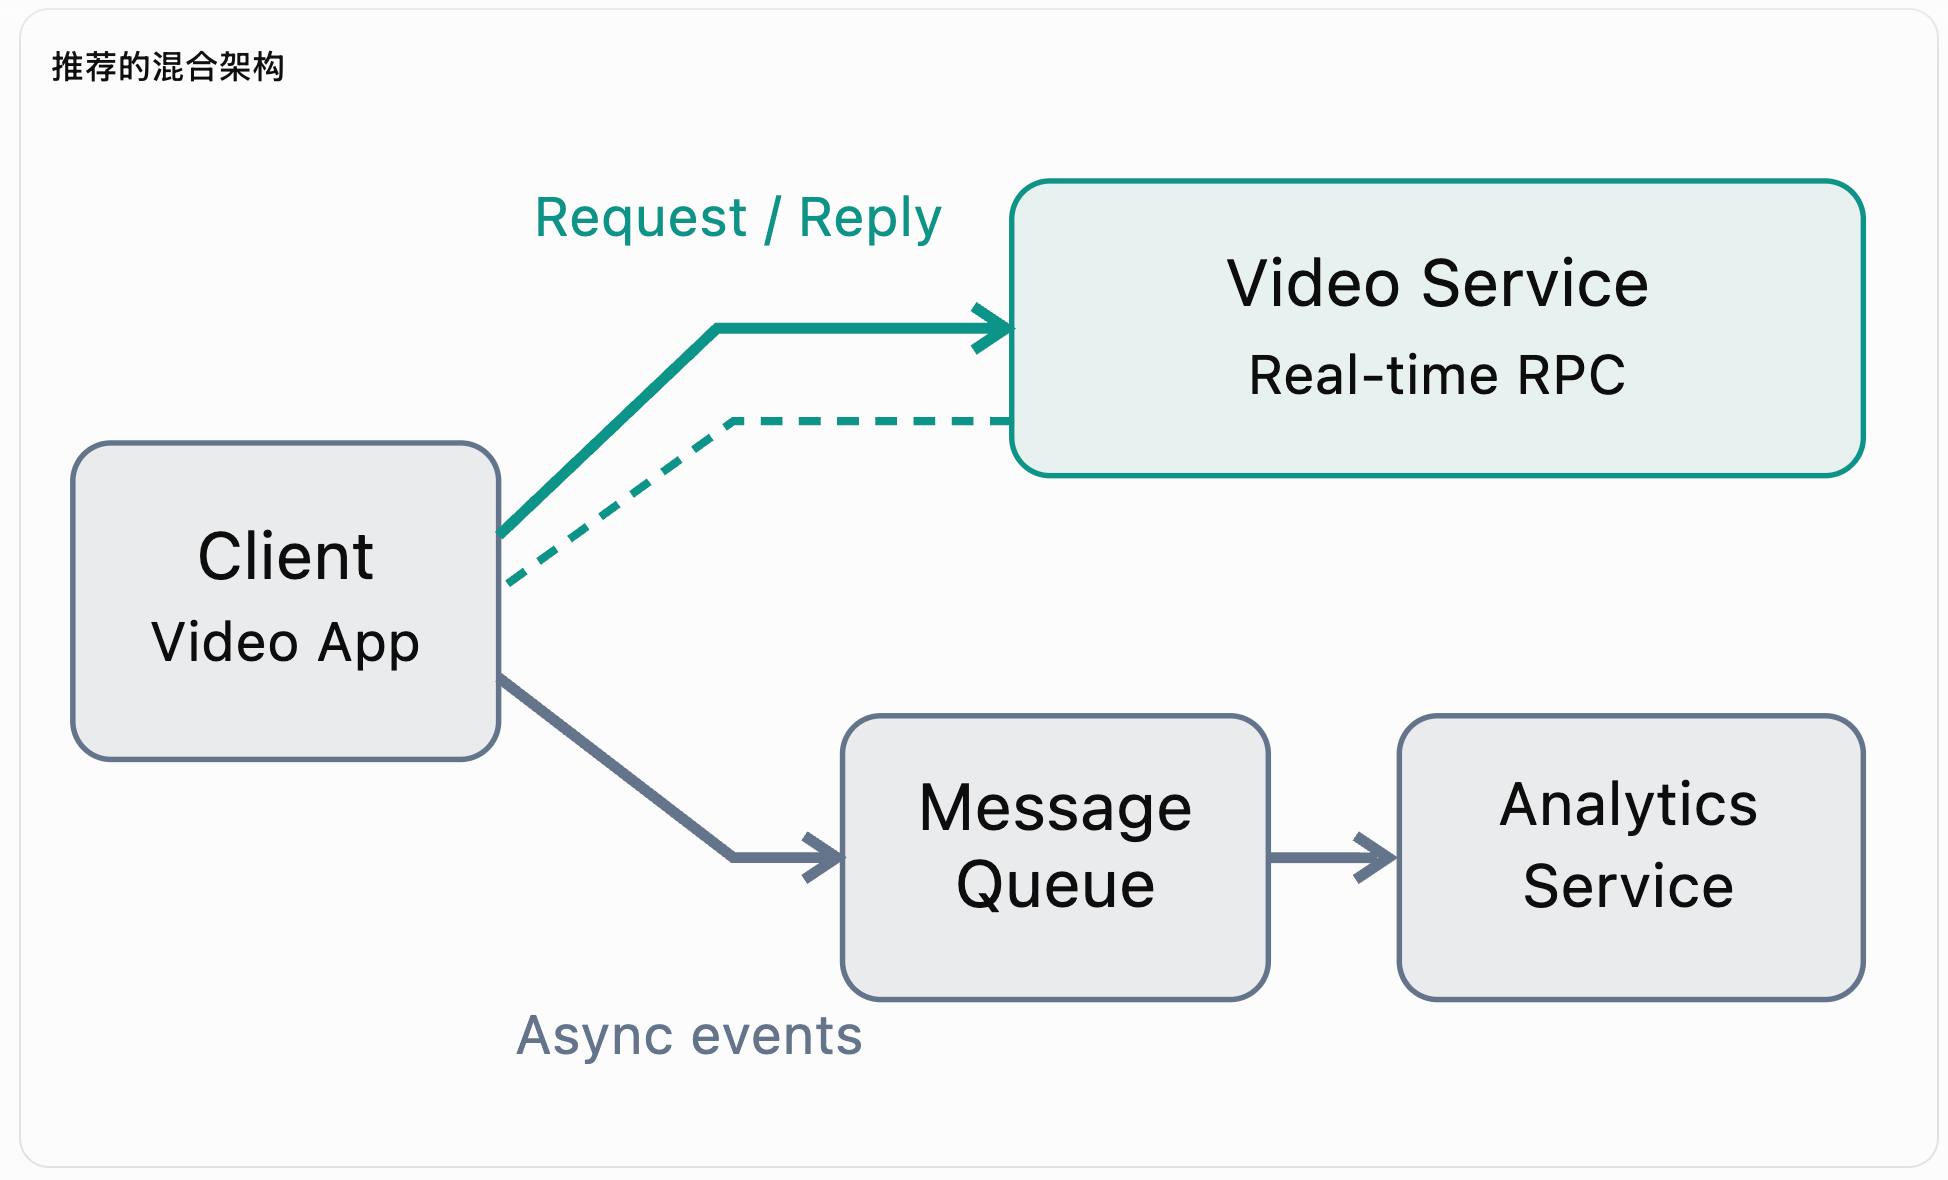 推荐的混合架构
Request / Reply
Video Service
Real-time RPC
Client
Video App
Message
Queue
Analytics
Service
Async events